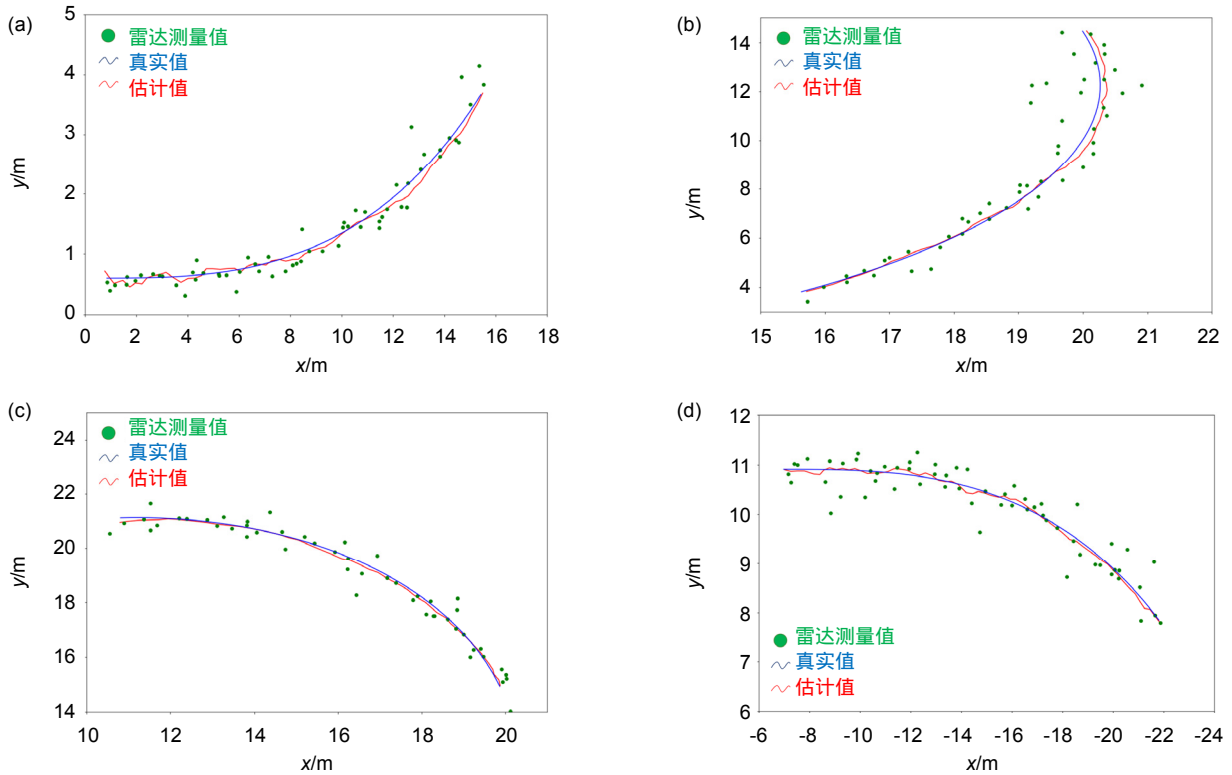 (a)
5
4
3
2
1
0
y/m
雷达测量值
真实值
估计值
0 2 4 6 8 10 12 14 16 18
x/m
(b)
14
12
10
8
6
4
y/m
雷达测量值
真实值
估计值
15 16 17 18 19 20 21 22
x/m
(c)
24
22
20
18
16
14
y/m
雷达测量值
真实值
估计值
10 12 14 16 18 20
x/m
(d)
12
11
10
9
8
7
6
y/m
雷达测量值
真实值
估计值
-6 -8 -10 -12 -14 -16 -18 -20 -22 -24
x/m